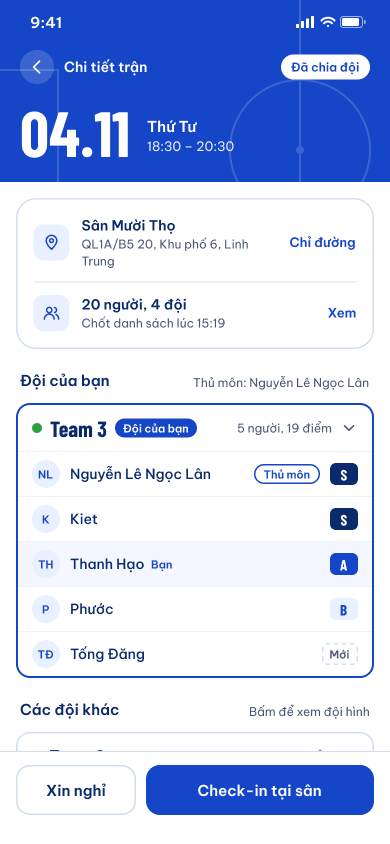 9:41
Chi tiết trận
Đã chia đội
04.11
Thứ Tư
18:30 – 20:30
Sân Mười Thọ
QL1A/B5 20, Khu phố 6, Linh
Trung
Chỉ đường
20 người, 4 đội
Chốt danh sách lúc 15:19
Xem
Đội của bạn
Thủ môn: Nguyễn Lê Ngọc Lân
Team 3
Đội của bạn
5 người, 19 điểm
NL
Nguyễn Lê Ngọc Lân
Thủ môn
S
K
Kiet
S
TH
Thanh Hạo
Bạn
A
P
Phước
B
TĐ
Tống Đăng
Mới
Các đội khác
Bấm để xem đội hình
Xin nghỉ
Check-in tại sân